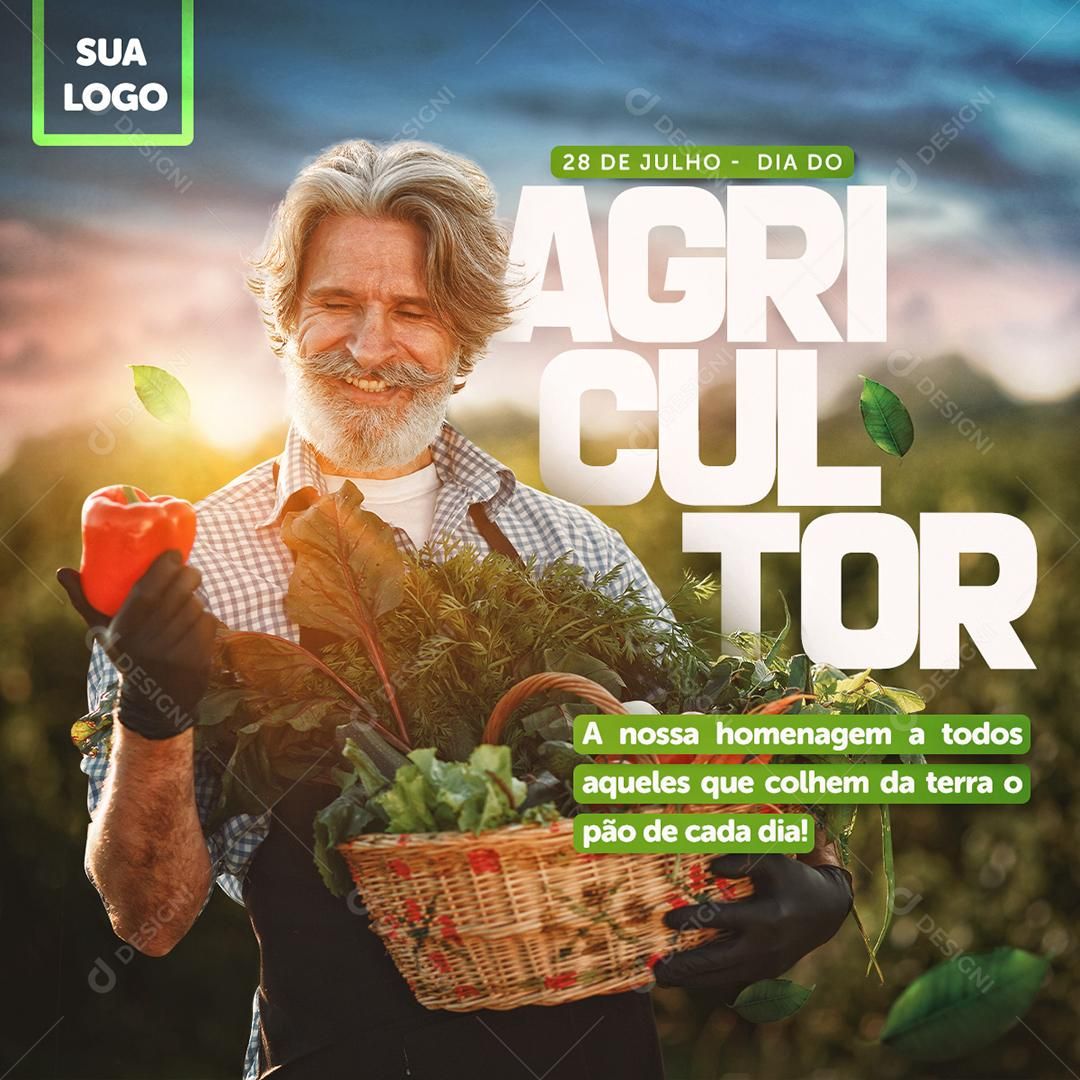 SUA
LOGO
28 DE JULHO - DIA DO
AGRI
CUL
TOR
A nossa homenagem a todos
aqueles que colhem da terra o
pão de cada dia!
DESIGNI